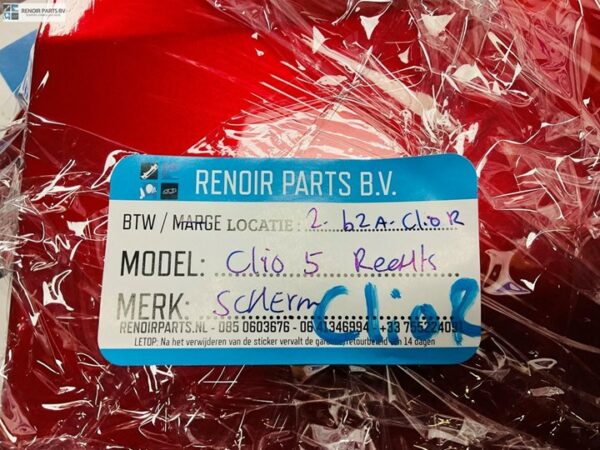 RENOIR PARTS BV
RENOIR PARTS B.V.
BTW / MARGE LOCATIE : 2- b2A- Clio R
MODEL: Clio 5 Rechts
MERK: Scherm
Clio R
RENOIRPARTS.NL - 085 0603676 - 06 41346994 - +33 755224091
LETOP: Na het verwijderen van de sticker vervalt de garantie, retourbeleid van 14 dagen